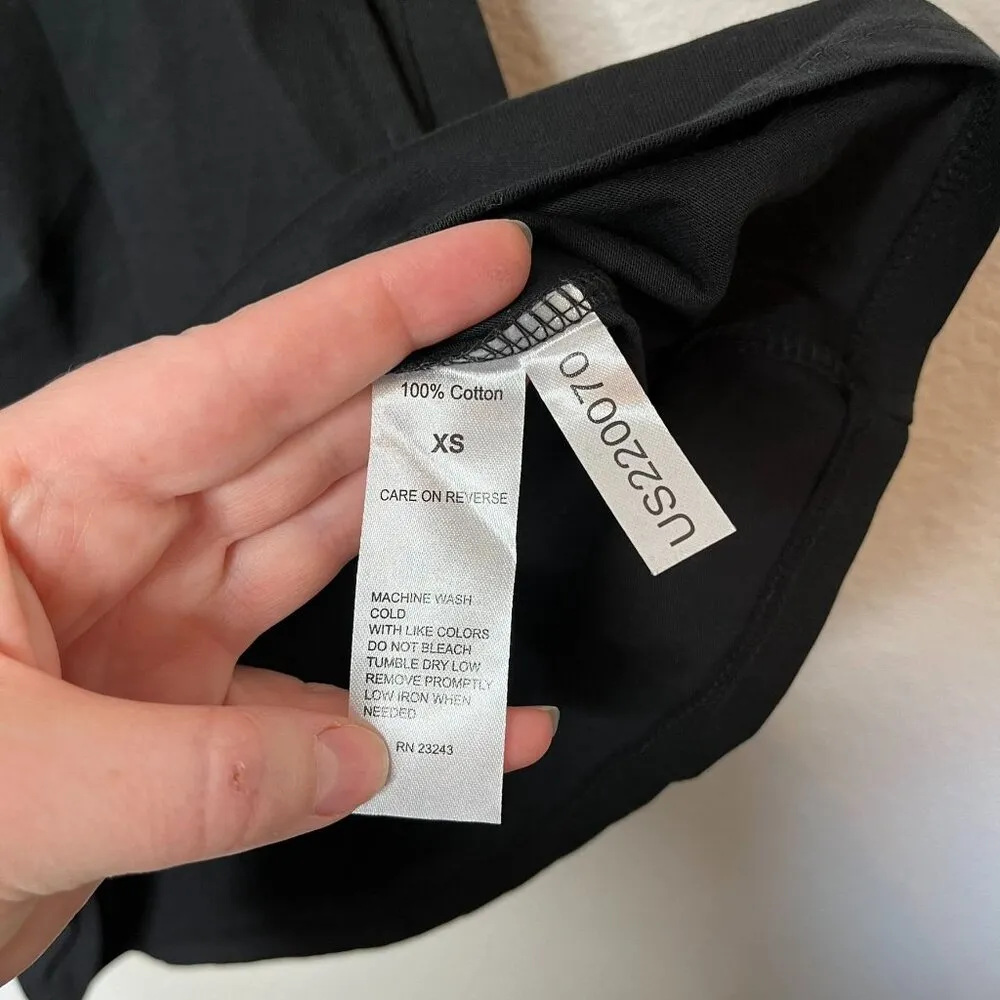 100% Cotton
XS
CARE ON REVERSE
MACHINE WASH
COLD
WITH LIKE COLORS
DO NOT BLEACH
TUMBLE DRY LOW
REMOVE PROMPTLY
LOW IRON WHEN
NEEDED
RN 23243
US220070